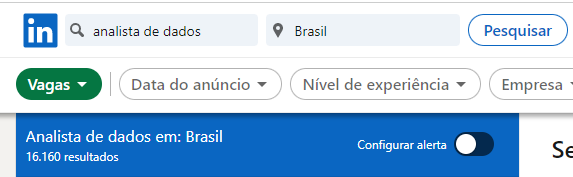 in analista de dados Brasil Pesquisar
Vagas Data do anúncio Nível de experiência Empresa
Analista de dados em: Brasil
16.160 resultados
Configurar alerta
Se